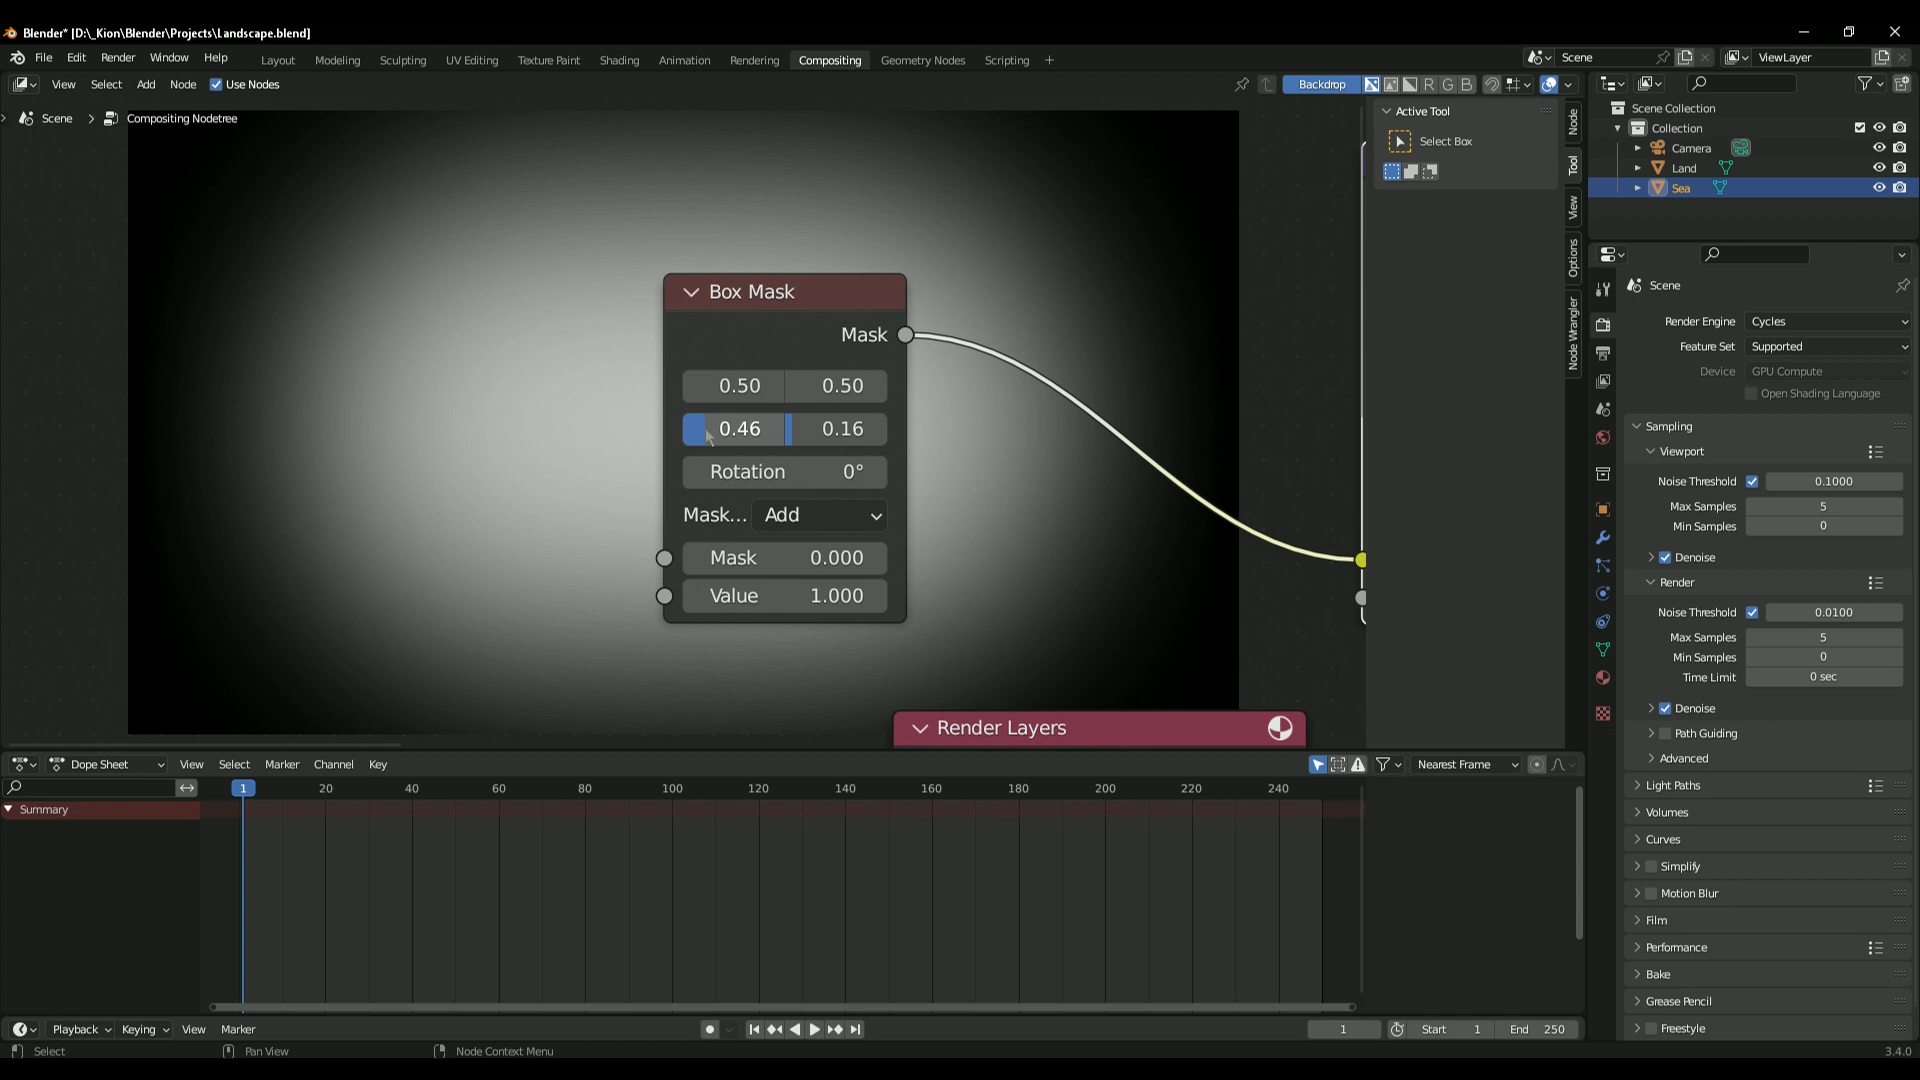 Blender* [D:\_Kion\Blender\Projects\Landscape.blend]
File Edit Render Window Help Layout Modeling Sculpting UV Editing Texture Paint Shading Animation Rendering Compositing Geometry Nodes Scripting + Scene ViewLayer
View Select Add Node Use Nodes Backdrop R G B
Scene > Compositing Nodetree
Active Tool
Select Box
Node
Tool
View
Options
Node Wrangler
Box Mask
Mask
0.50 0.50
0.46 0.16
Rotation 0°
Mask... Add
Mask 0.000
Value 1.000
Render Layers
Scene Collection
Collection
Camera
Land
Sea
Scene
Render Engine Cycles
Feature Set Supported
Device GPU Compute
Open Shading Language
Sampling
Viewport
Noise Threshold 0.1000
Max Samples 5
Min Samples 0
Denoise
Render
Noise Threshold 0.0100
Max Samples 5
Min Samples 0
Time Limit 0 sec
Denoise
Path Guiding
Advanced
Light Paths
Volumes
Curves
Simplify
Motion Blur
Film
Performance
Bake
Grease Pencil
Freestyle
Dope Sheet View Select Marker Channel Key Nearest Frame
1 20 40 60 80 100 120 140 160 180 200 220 240
Summary
Playback Keying View Marker 1 Start 1 End 250
Select Pan View Node Context Menu 3.4.0